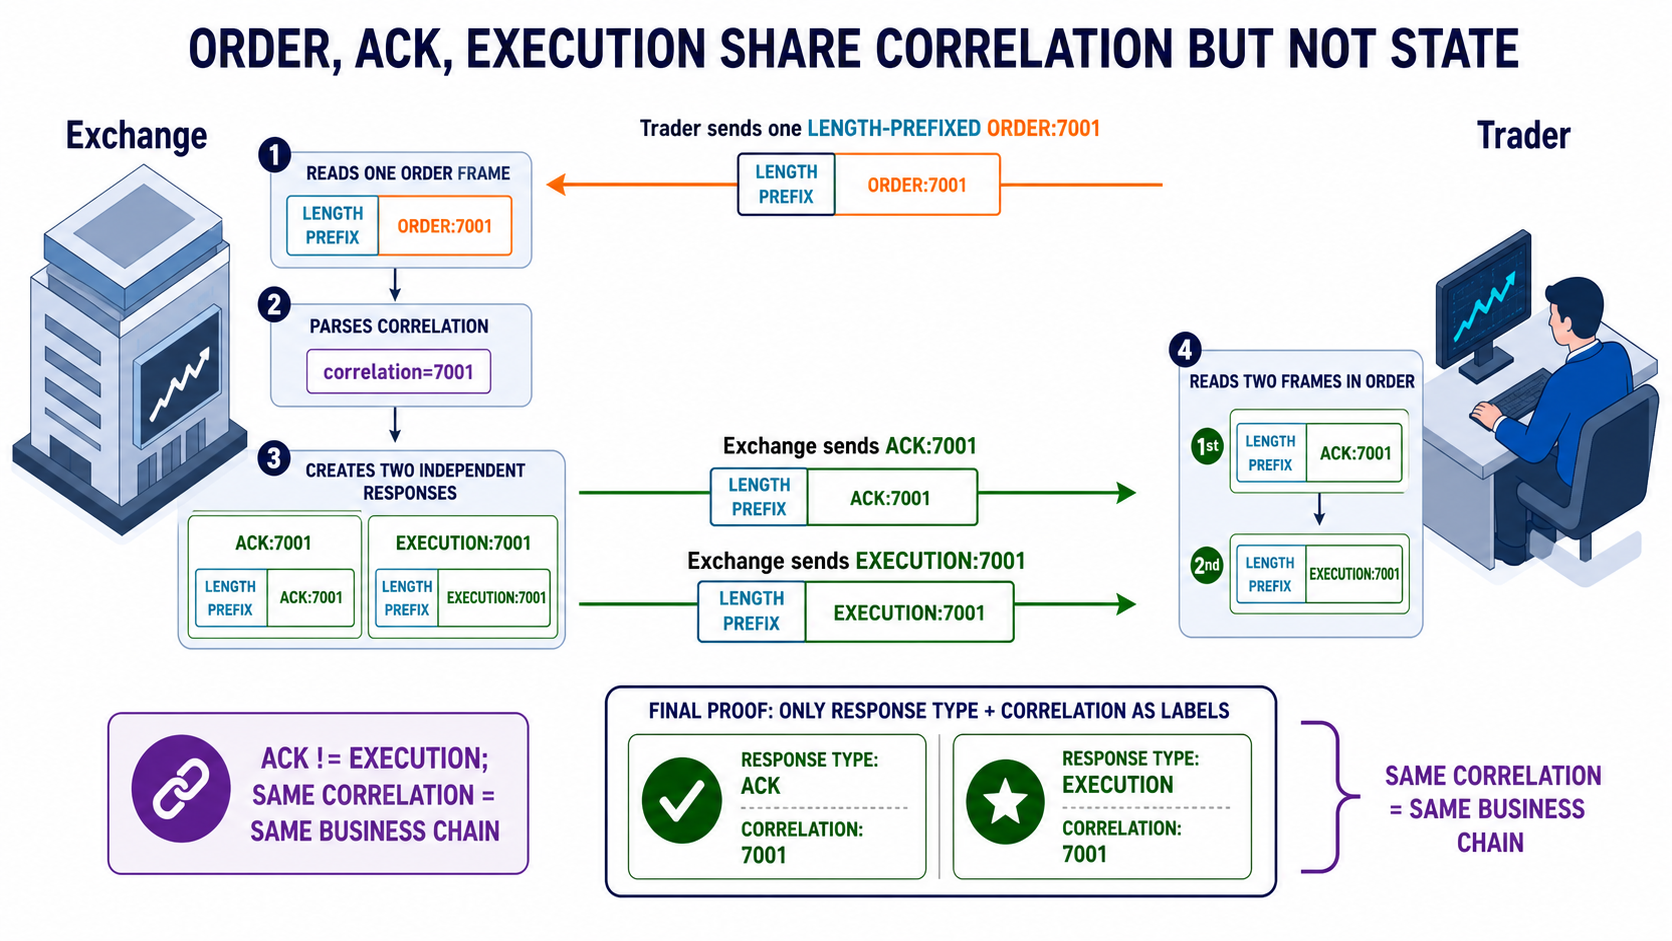 ORDER, ACK, EXECUTION SHARE CORRELATION BUT NOT STATE
Exchange
Trader
Trader sends one LENGTH-PREFIXED ORDER:7001
LENGTH
PREFIX
ORDER:7001
1
READS ONE ORDER FRAME
LENGTH
PREFIX
ORDER:7001
2
PARSES CORRELATION
correlation=7001
3
CREATES TWO INDEPENDENT
RESPONSES
ACK:7001
LENGTH
PREFIX
ACK:7001
EXECUTION:7001
LENGTH
PREFIX
EXECUTION:7001
Exchange sends ACK:7001
LENGTH
PREFIX
ACK:7001
Exchange sends EXECUTION:7001
LENGTH
PREFIX
EXECUTION:7001
4
READS TWO FRAMES IN ORDER
1st
LENGTH
PREFIX
ACK:7001
2nd
LENGTH
PREFIX
EXECUTION:7001
ACK != EXECUTION;
SAME CORRELATION =
SAME BUSINESS CHAIN
FINAL PROOF: ONLY RESPONSE TYPE + CORRELATION AS LABELS
RESPONSE TYPE:
ACK
CORRELATION:
7001
RESPONSE TYPE:
EXECUTION
CORRELATION:
7001
SAME CORRELATION
= SAME BUSINESS
CHAIN